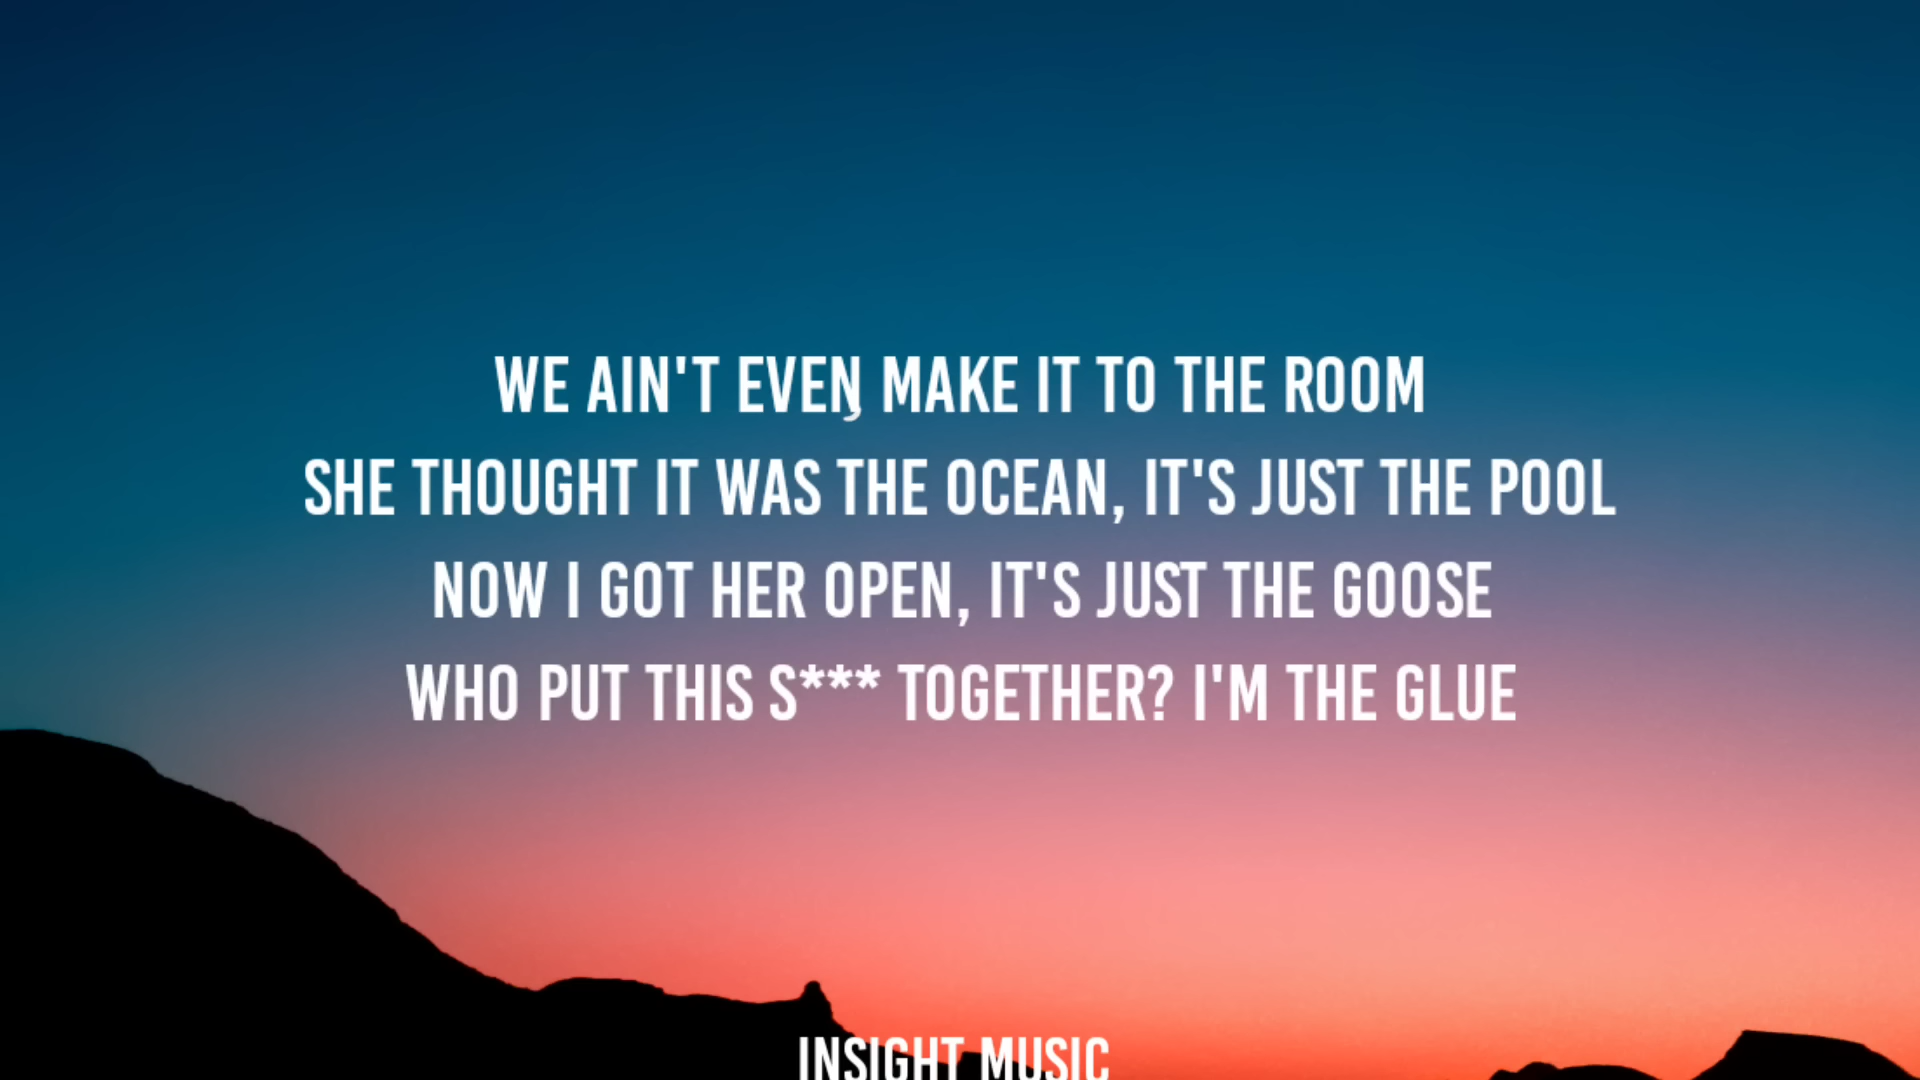 WE AIN'T EVEN MAKE IT TO THE ROOM
SHE THOUGHT IT WAS THE OCEAN, IT'S JUST THE POOL
NOW I GOT HER OPEN, IT'S JUST THE GOOSE
WHO PUT THIS S*** TOGETHER? I'M THE GLUE
INSIGHT MUSIC